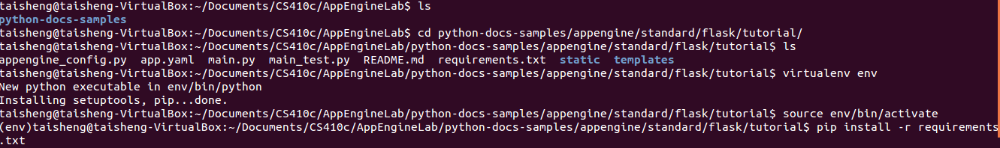 taisheng@taisheng-VirtualBox:~/Documents/CS410c/AppEngineLab$ ls
python-docs-samples
taisheng@taisheng-VirtualBox:~/Documents/CS410c/AppEngineLab$ cd python-docs-samples/appengine/standard/flask/tutorial/
taisheng@taisheng-VirtualBox:~/Documents/CS410c/AppEngineLab/python-docs-samples/appengine/standard/flask/tutorial$ ls
appengine_config.py  app.yaml  main.py  main_test.py  README.md  requirements.txt  static  templates
taisheng@taisheng-VirtualBox:~/Documents/CS410c/AppEngineLab/python-docs-samples/appengine/standard/flask/tutorial$ virtualenv env
New python executable in env/bin/python
Installing setuptools, pip...done.
taisheng@taisheng-VirtualBox:~/Documents/CS410c/AppEngineLab/python-docs-samples/appengine/standard/flask/tutorial$ source env/bin/activate
(env)taisheng@taisheng-VirtualBox:~/Documents/CS410c/AppEngineLab/python-docs-samples/appengine/standard/flask/tutorial$ pip install -r requirements
.txt